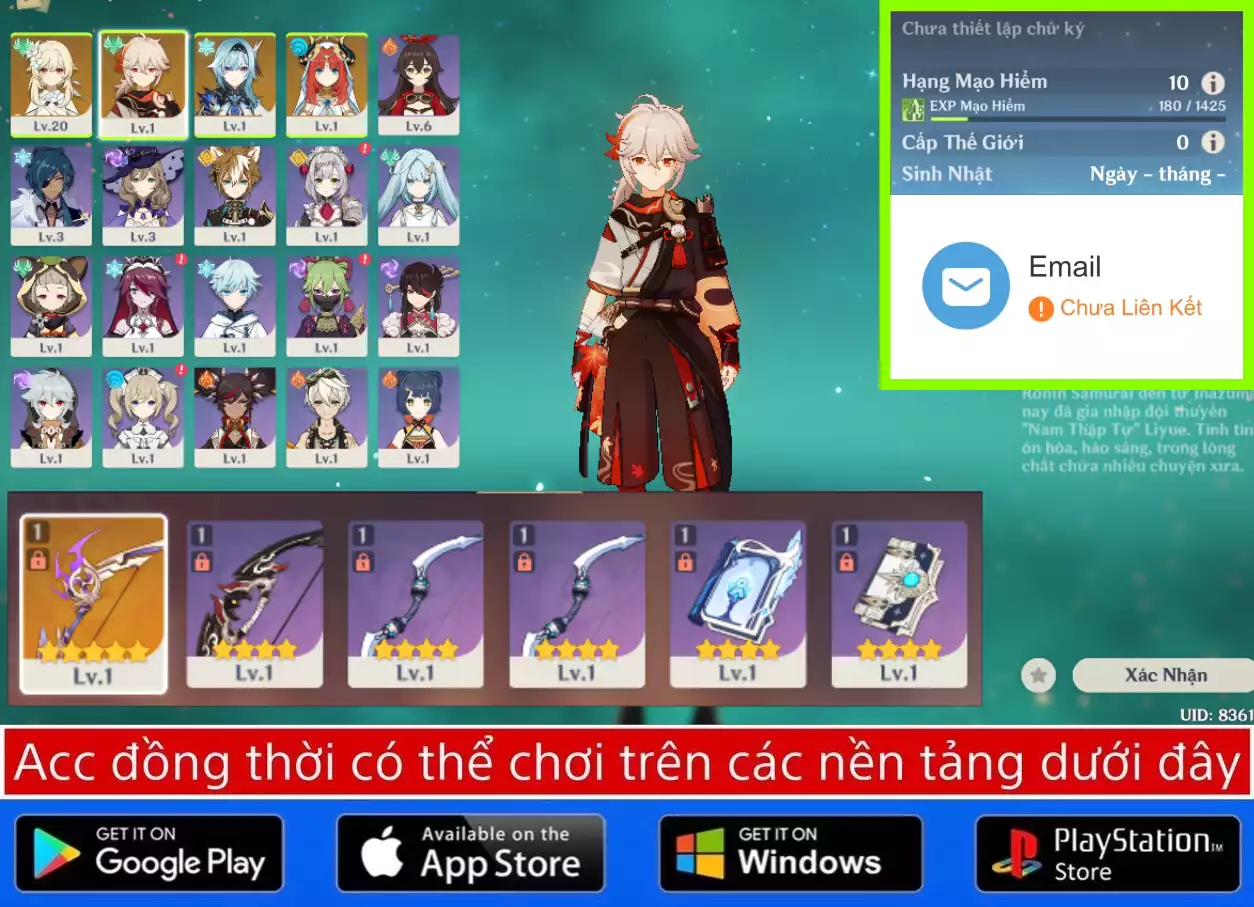 Chưa thiết lập chữ ký
Hạng Mạo Hiểm 10
EXP Mạo Hiểm 180 / 1425
Cấp Thế Giới 0
Sinh Nhật Ngày - tháng -
Email
Chưa Liên Kết
Lv.20 Lv.1 Lv.1 Lv.1 Lv.6
Lv.3 Lv.3 Lv.1 Lv.1 Lv.1
Lv.1 Lv.1 Lv.1 Lv.1 Lv.1
Lv.1 Lv.1 Lv.1 Lv.1 Lv.1
Ronin Samurai đến từ Inazuma
nay đã gia nhập đội thuyền
"Nam Thập Tự" Liyue. Tính tìn
ôn hòa, hào sảng, trong lòng
chất chứa nhiều chuyện xưa.
1 1 1 1 1 1
Lv.1 Lv.1 Lv.1 Lv.1 Lv.1 Lv.1
Xác Nhận
UID: 8361
Acc đồng thời có thể chơi trên các nền tảng dưới đây
GET IT ON
Google Play
Available on the
App Store
GET IT ON
Windows
PlayStation TM
Store